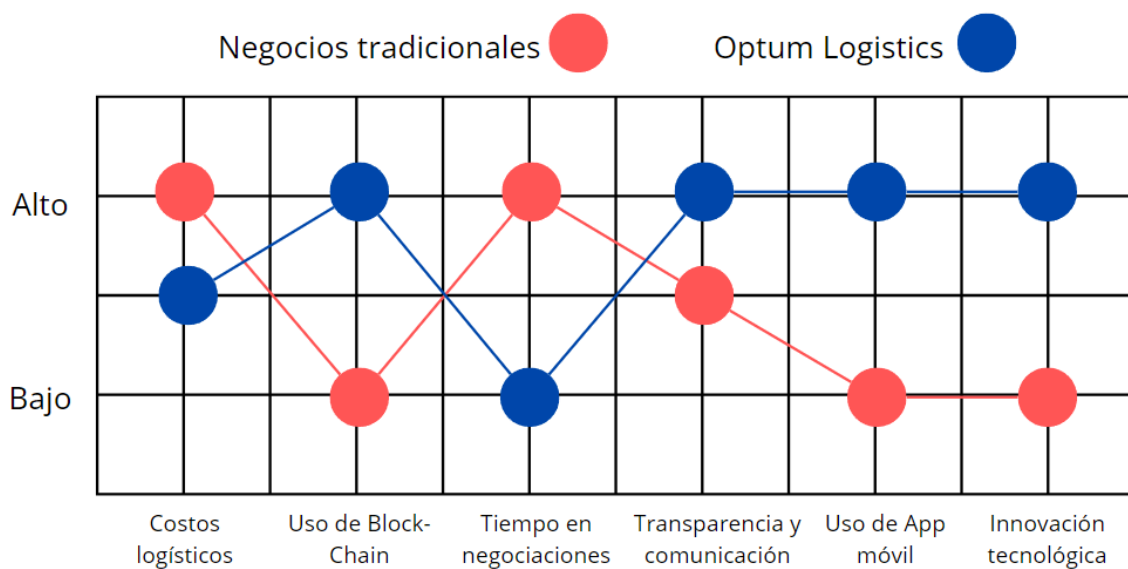 Negocios tradicionales
Optum Logistics
Alto
Bajo
Costos
logísticos
Uso de Block-
Chain
Tiempo en
negociaciones
Transparencia y
comunicación
Uso de App
móvil
Innovación
tecnológica